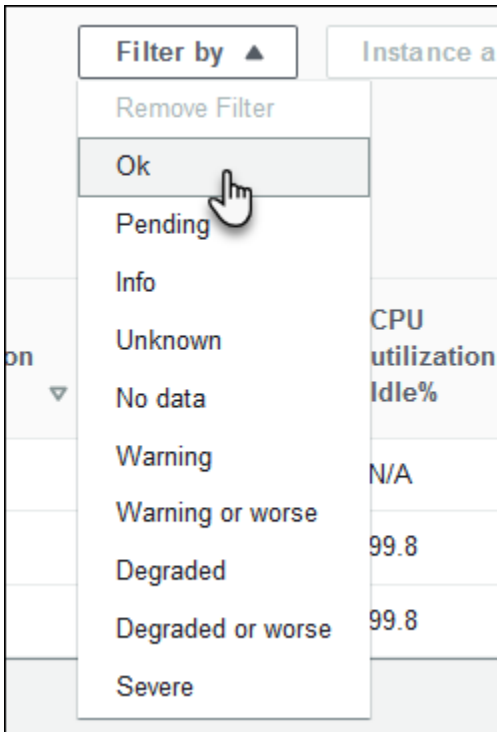 Filter by ▲
Instance a
Remove Filter
Ok
Pending
Info
Unknown
No data
Warning
Warning or worse
Degraded
Degraded or worse
Severe
on
CPU
utilization
Idle%
N/A
99.8
99.8